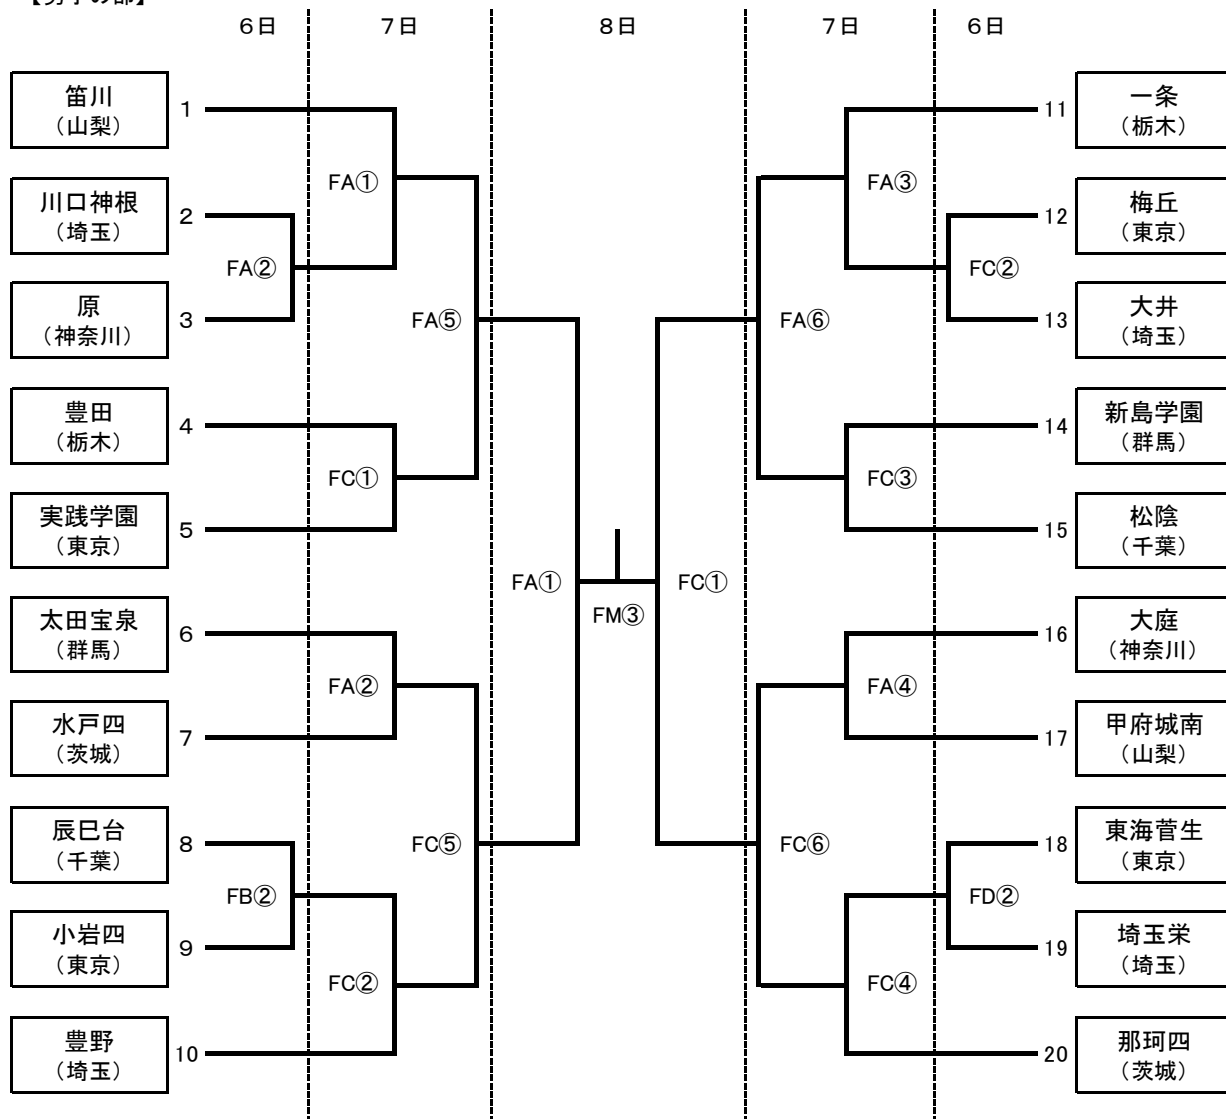 【男子の部】
6日 7日 8日 7日 6日
笛川
（山梨）
1
川口神根
（埼玉）
2
原
（神奈川）
3
豊田
（栃木）
4
実践学園
（東京）
5
太田宝泉
（群馬）
6
水戸四
（茨城）
7
辰巳台
（千葉）
8
小岩四
（東京）
9
豊野
（埼玉）
10
FA②
FB②
FA①
FC①
FA②
FC②
FA⑤
FC⑤
FA①
FM③
FC①
FA⑥
FC⑥
FA③
FC③
FA④
FC④
FC②
FD②
11
一条
（栃木）
12
梅丘
（東京）
13
大井
（埼玉）
14
新島学園
（群馬）
15
松陰
（千葉）
16
大庭
（神奈川）
17
甲府城南
（山梨）
18
東海菅生
（東京）
19
埼玉栄
（埼玉）
20
那珂四
（茨城）